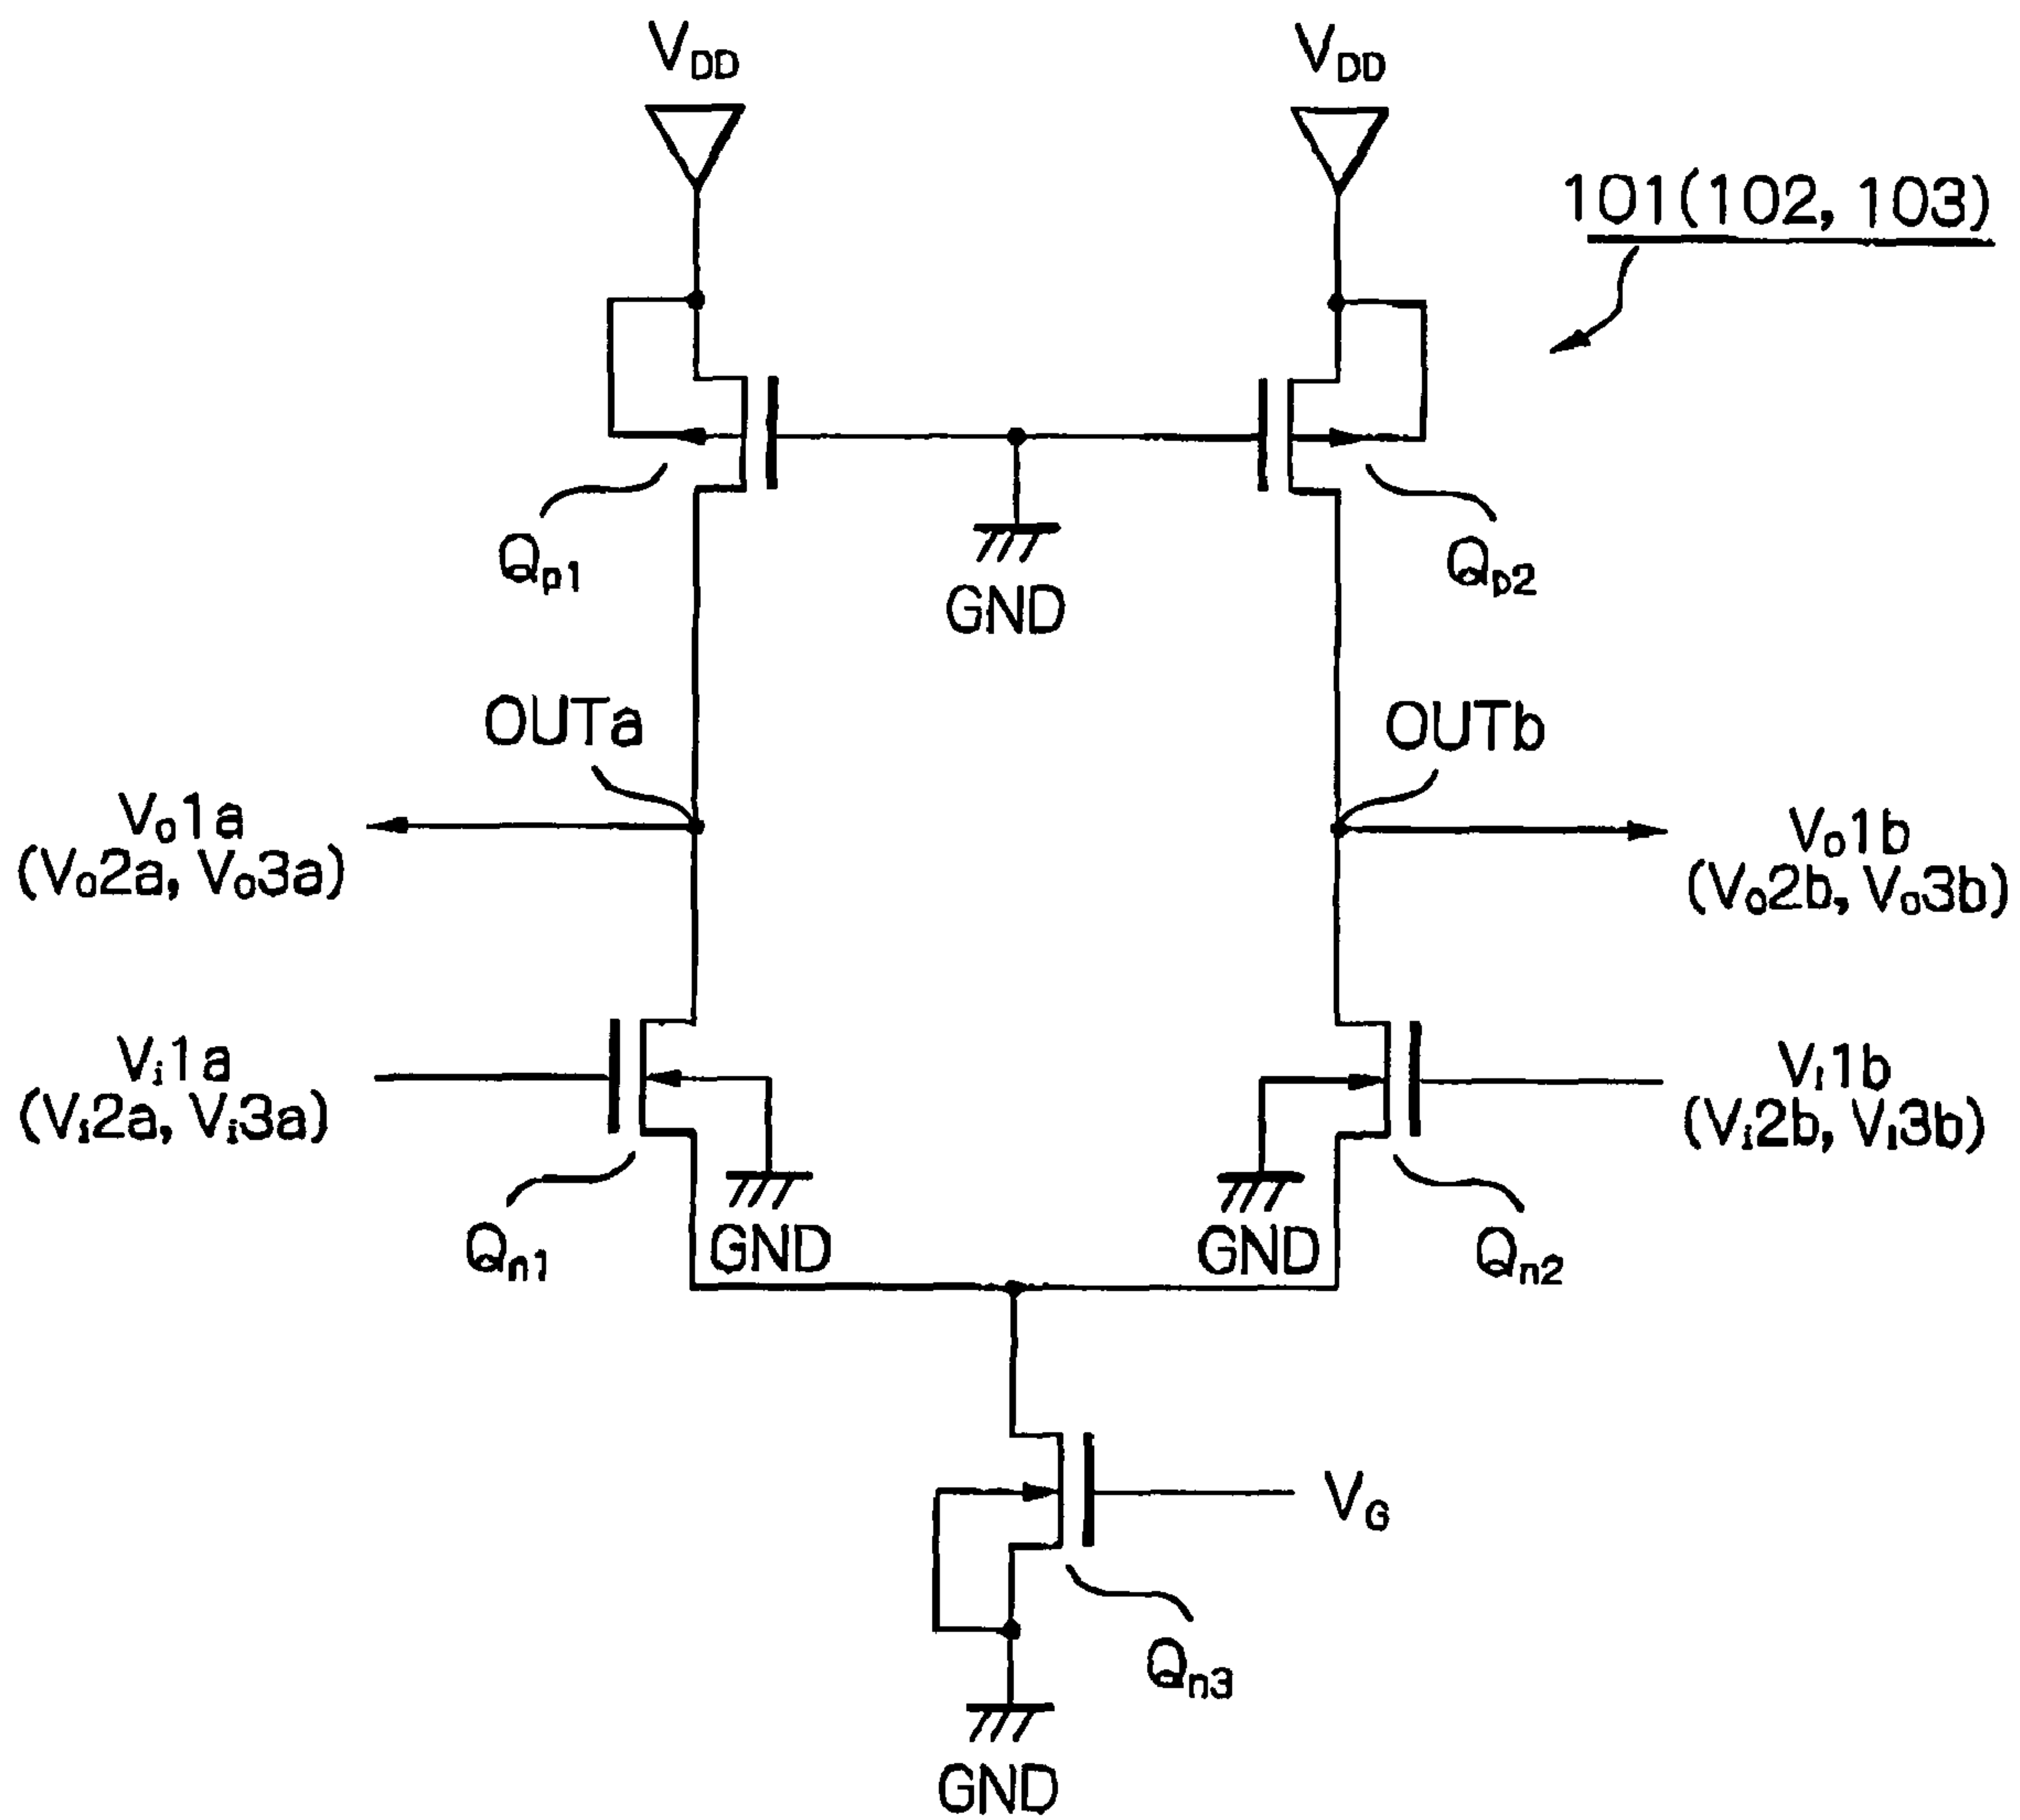 VDD
VDD
101(102, 103)
Qp1
Qp2
GND
OUTa
OUTb
Vo1a
(Vo2a, Vo3a)
Vo1b
(Vo2b, Vo3b)
Vi1a
(Vi2a, Vi3a)
Vi1b
(Vi2b, Vi3b)
Qn1
GND
GND
Qn2
VG
Qn3
GND